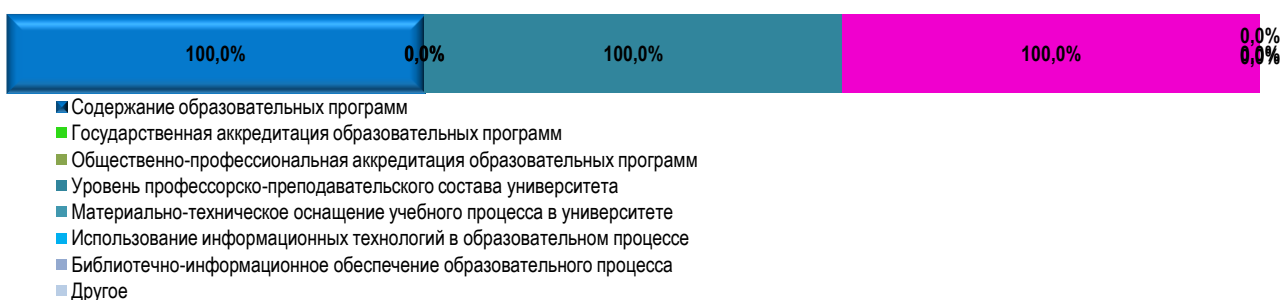 100,0% 0,0% 100,0% 100,0% 0,0%
0,0%
Содержание образовательных программ
Государственная аккредитация образовательных программ
Общественно-профессиональная аккредитация образовательных программ
Уровень профессорско-преподавательского состава университета
Материально-техническое оснащение учебного процесса в университете
Использование информационных технологий в образовательном процессе
Библиотечно-информационное обеспечение образовательного процесса
Другое